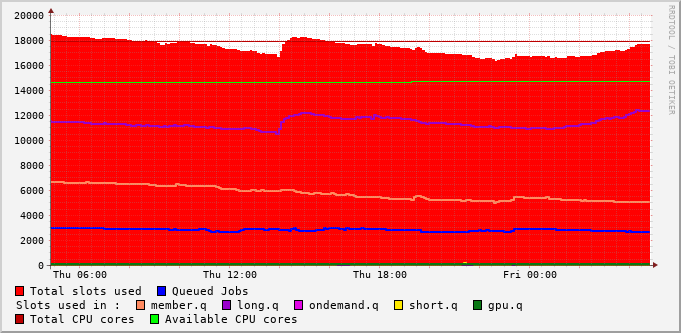 20000
18000
16000
14000
12000
10000
8000
6000
4000
2000
0
Thu 06:00 Thu 12:00 Thu 18:00 Fri 00:00
RRDTOOL / TOBI OETIKER
Total slots used Queued Jobs
Slots used in : member.q long.q ondemand.q short.q gpu.q
Total CPU cores Available CPU cores